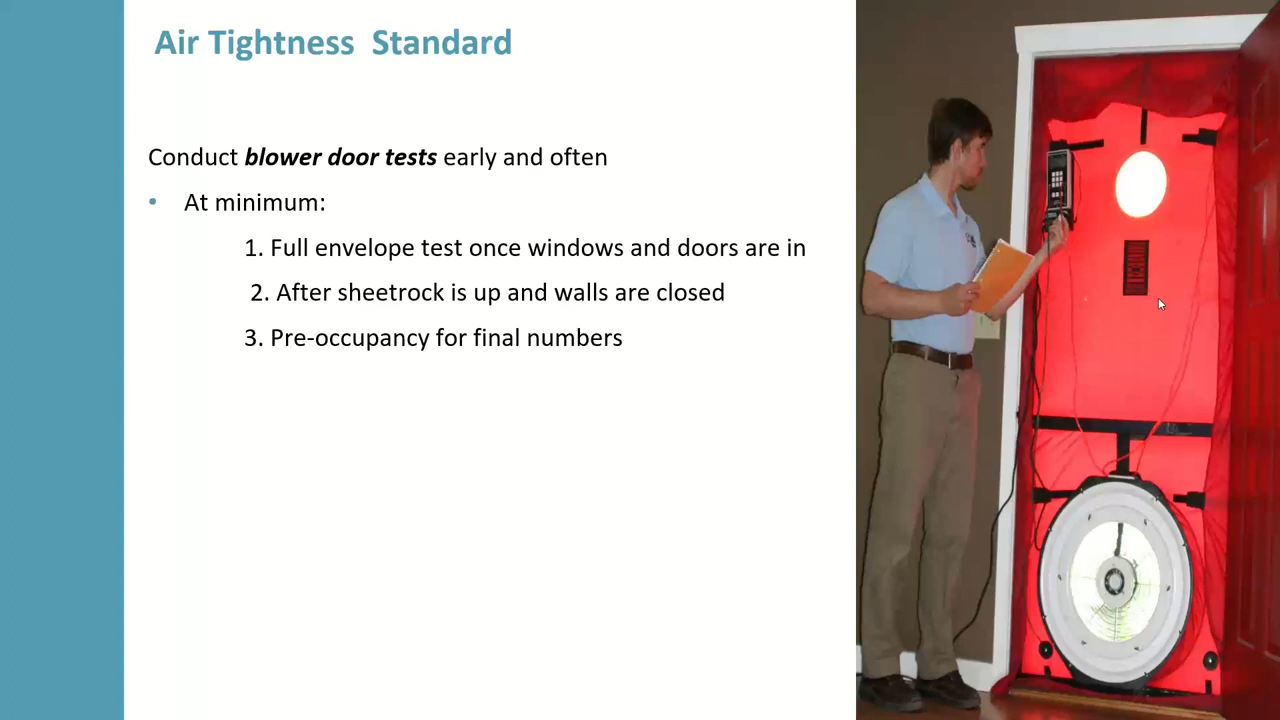 Air Tightness  Standard
Conduct blower door tests early and often
• At minimum:
1. Full envelope test once windows and doors are in
2. After sheetrock is up and walls are closed
3. Pre-occupancy for final numbers